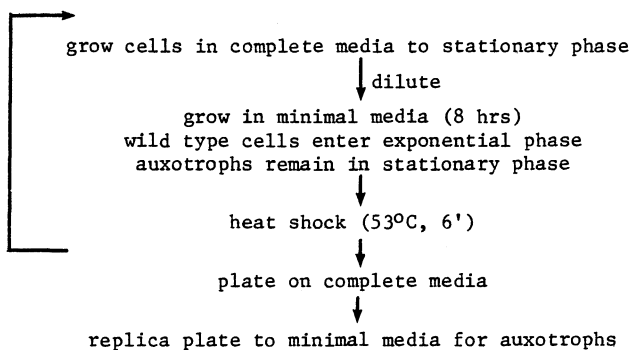 grow cells in complete media to stationary phase
dilute
grow in minimal media (8 hrs)
wild type cells enter exponential phase
auxotrophs remain in stationary phase
heat shock (53°C, 6')
plate on complete media
replica plate to minimal media for auxotrophs